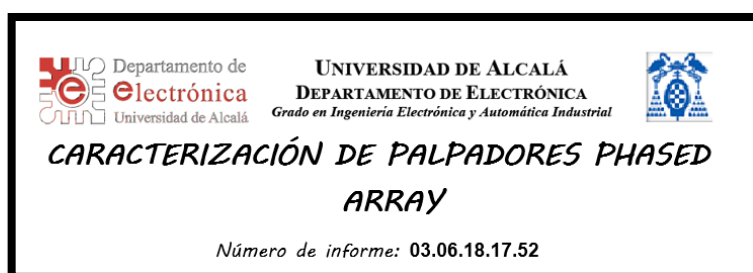 Departamento de
electrónica
Universidad de Alcalá
UNIVERSIDAD DE ALCALÁ
DEPARTAMENTO DE ELECTRÓNICA
Grado en Ingeniería Electrónica y Automática Industrial
CARACTERIZACIÓN DE PALPADORES PHASED
ARRAY
Número de informe: 03.06.18.17.52